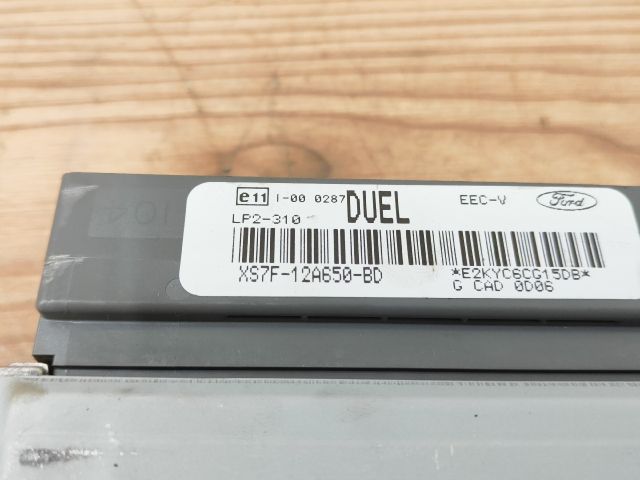 e11 I-00 0287 DUEL EEC-V Ford
LP2-310
XS7F-12A650-BD *E2KYC6CG15DB*
G CAD 0D06